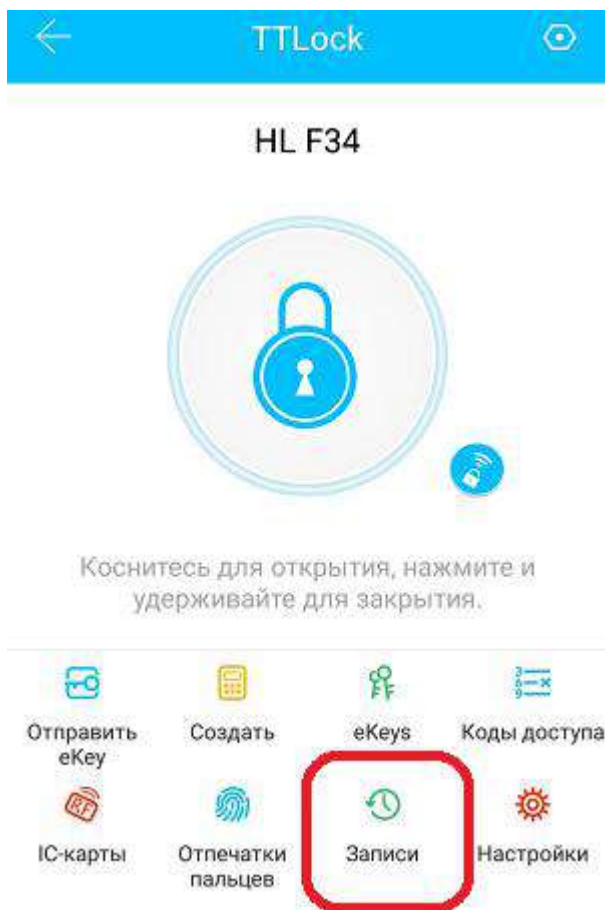 TTLock
HL F34
Коснитесь для открытия, нажмите и
удерживайте для закрытия.
Отправить
eKey
Создать
eKeys
Коды доступа
IC-карты
Отпечатки
пальцев
Записи
Настройки